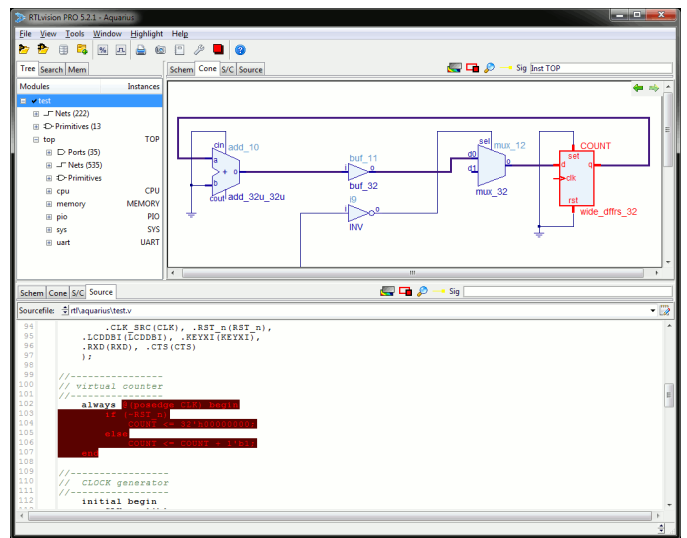 RTLvision PRO 5.2.1 - Aquarius
File View Tools Window Highlight Help
Tree Search Mem
Modules Instances
test
Nets (222)
Primitives (13
top TOP
Ports (35)
Nets (535)
Primitives
cpu CPU
memory MEMORY
pio PIO
sys SYS
uart UART
Schem Cone S/C Source
Sig Inst TOP
cin add_10
a
+ o
b
cout add_32u_32u
buf_11
i o
buf_32
i9
i o
INV
sel mux_12
d0
d1
o
mux_32
COUNT
set
d q
clk
rst
wide_dffrs_32
Schem Cone S/C Source
Sig
Sourcefile: rtl\aquarius\test.v
94 .CLK_SRC(CLK), .RST_n(RST_n),
95 .LCDDBI(LCDDBI), .KEYXI(KEYXI),
96 .RXD(RXD), .CTS(CTS)
97 );
98
99 //---------------
100 // virtual counter
101 //---------------
102 always @(posedge CLK) begin
103 if (~RST_n)
104 COUNT <= 32'h00000000;
105 else
106 COUNT <= COUNT + 1'b1;
107 end
108
109 //-----------------
110 // CLOCK generator
111 //-----------------
112 initial begin